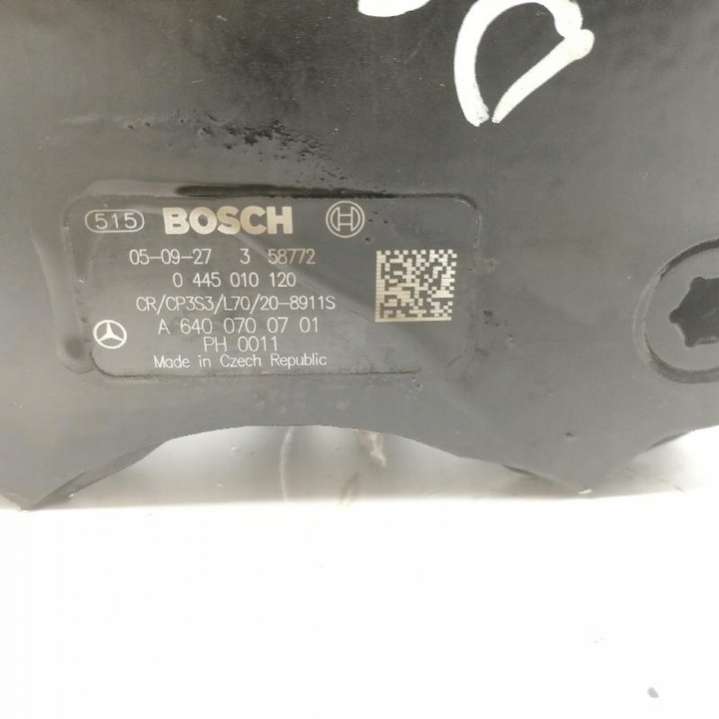 515 BOSCH
05-09-27 3 58772
0 445 010 120
CR/CP3S3/L70/20-8911S
A 640 070 07 01
PH 0011
Made in Czech Republic